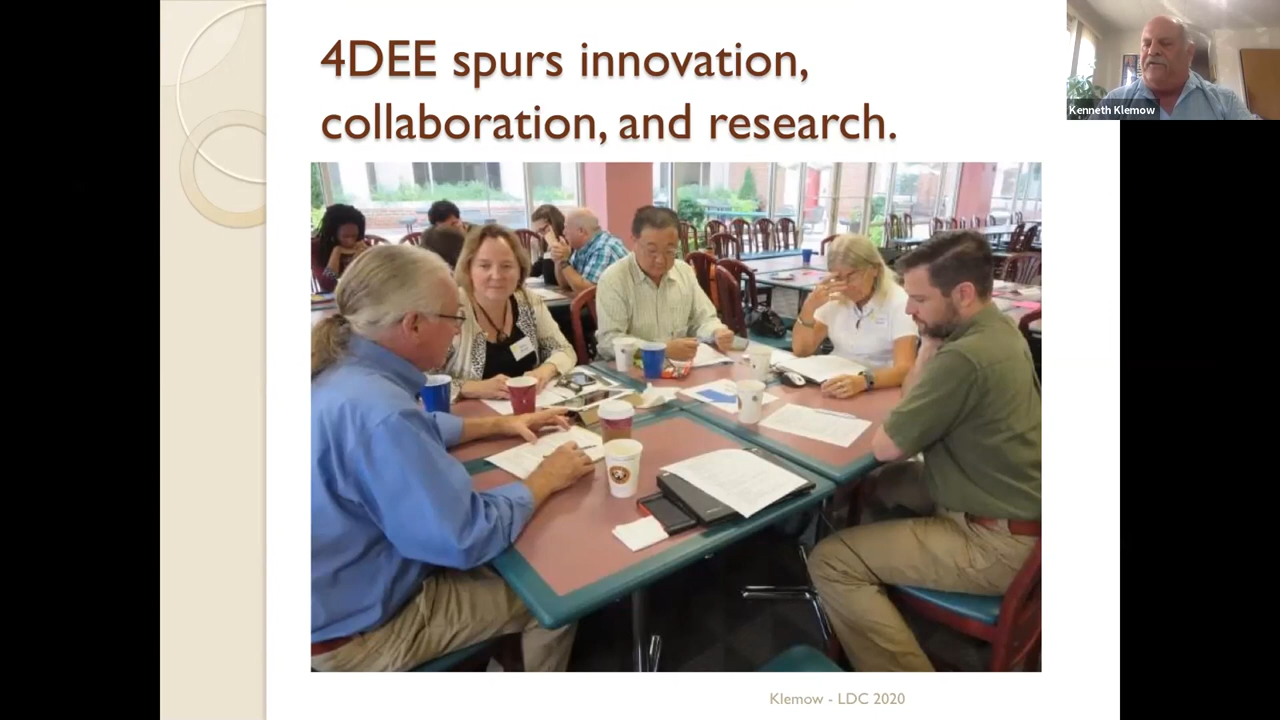 4DEE spurs innovation,
collaboration, and research.
Kenneth Klemow
Klemow - LDC 2020